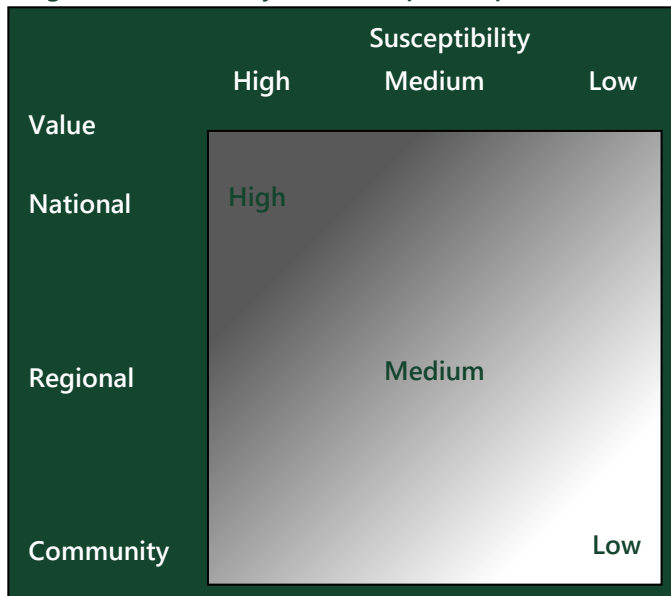 Susceptibility
High Medium Low
Value
National High
Regional Medium
Community Low